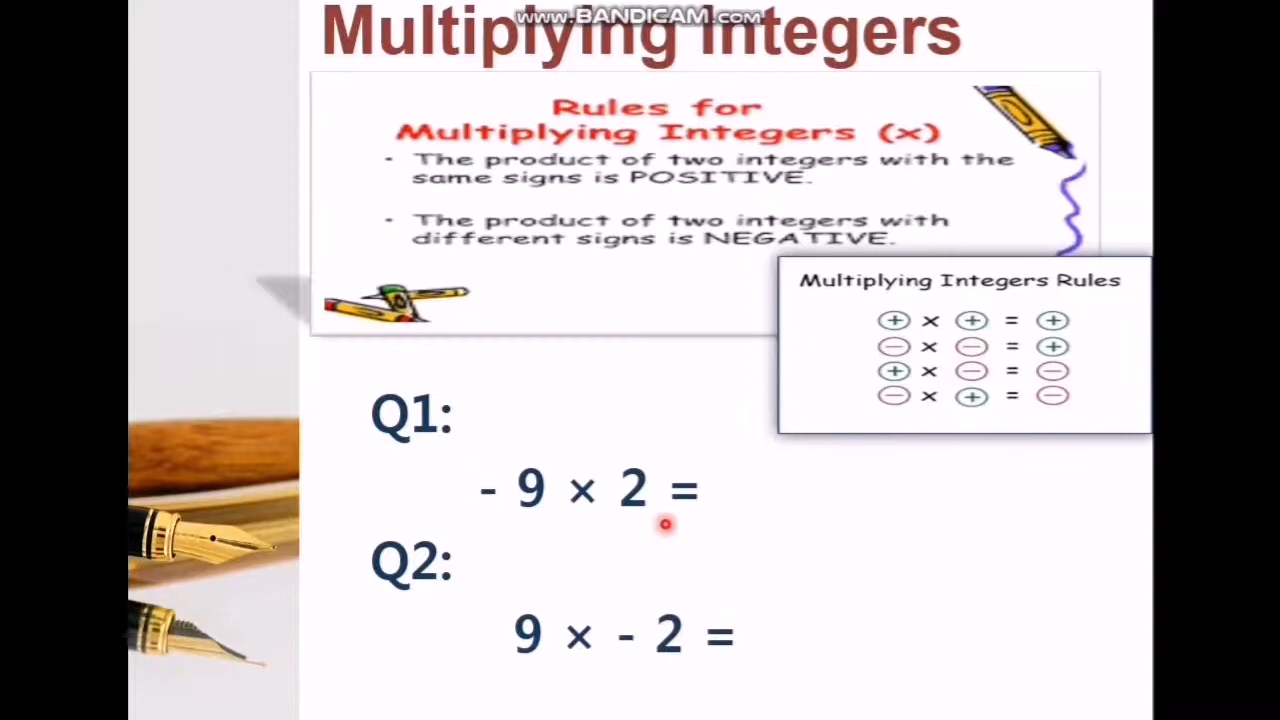 www.BANDICAM.com
Multiplying Integers
Rules for
Multiplying Integers (x)
• The product of two integers with the
same signs is POSITIVE.
• The product of two integers with
different signs is NEGATIVE.
Multiplying Integers Rules
+ × + = +
− × − = +
+ × − = −
− × + = −
Q1:
- 9 × 2 =
Q2:
9 × - 2 =